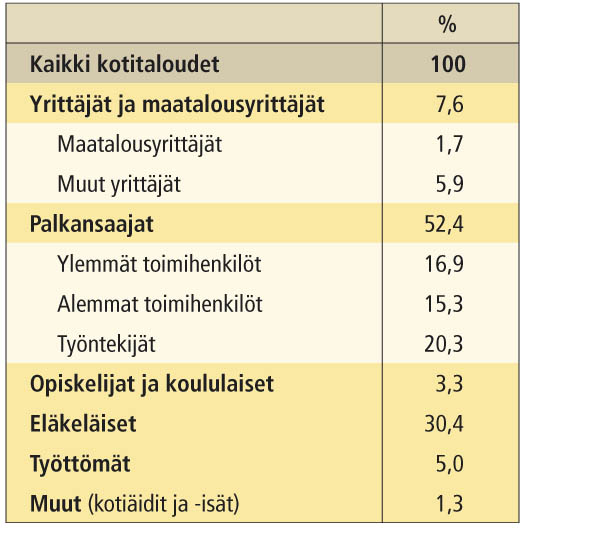 %
Kaikki kotitaloudet 100
Yrittäjät ja maatalousyrittäjät 7,6
Maatalousyrittäjät 1,7
Muut yrittäjät 5,9
Palkansaajat 52,4
Ylemmät toimihenkilöt 16,9
Alemmat toimihenkilöt 15,3
Työntekijät 20,3
Opiskelijat ja koululaiset 3,3
Eläkeläiset 30,4
Työttömät 5,0
Muut (kotiäidit ja -isät) 1,3